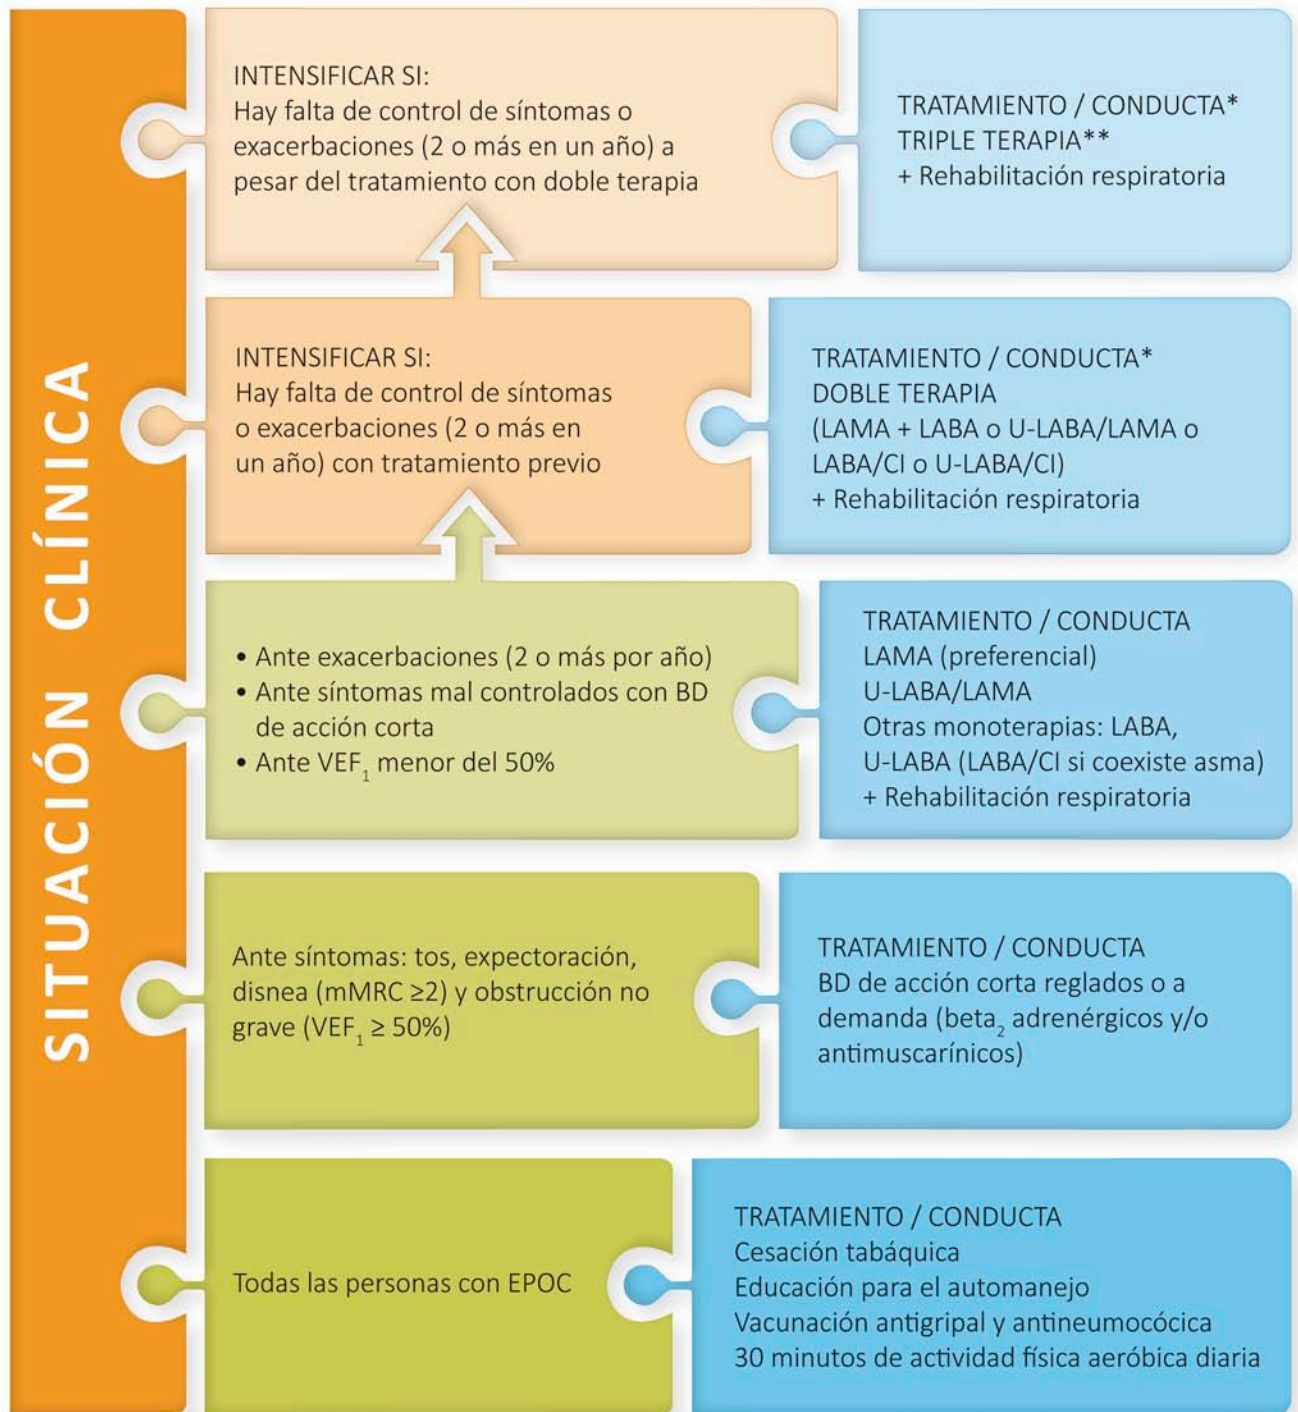 SITUACIÓN CLÍNICA
INTENSIFICAR SI:
Hay falta de control de síntomas o
exacerbaciones (2 o más en un año) a
pesar del tratamiento con doble terapia
TRATAMIENTO / CONDUCTA*
TRIPLE TERAPIA**
+ Rehabilitación respiratoria
INTENSIFICAR SI:
Hay falta de control de síntomas
o exacerbaciones (2 o más en
un año) con tratamiento previo
TRATAMIENTO / CONDUCTA*
DOBLE TERAPIA
(LAMA + LABA o U-LABA/LAMA o
LABA/CI o U-LABA/CI)
+ Rehabilitación respiratoria
• Ante exacerbaciones (2 o más por año)
• Ante síntomas mal controlados con BD
de acción corta
• Ante VEF₁ menor del 50%
TRATAMIENTO / CONDUCTA
LAMA (preferencial)
U-LABA/LAMA
Otras monoterapias: LABA,
U-LABA (LABA/CI si coexiste asma)
+ Rehabilitación respiratoria
Ante síntomas: tos, expectoración,
disnea (mMRC ≥2) y obstrucción no
grave (VEF₁ ≥ 50%)
TRATAMIENTO / CONDUCTA
BD de acción corta reglados o a
demanda (beta₂ adrenérgicos y/o
antimuscarínicos)
Todas las personas con EPOC
TRATAMIENTO / CONDUCTA
Cesación tabáquica
Educación para el automanejo
Vacunación antigripal y antineumocócica
30 minutos de actividad física aeróbica diaria